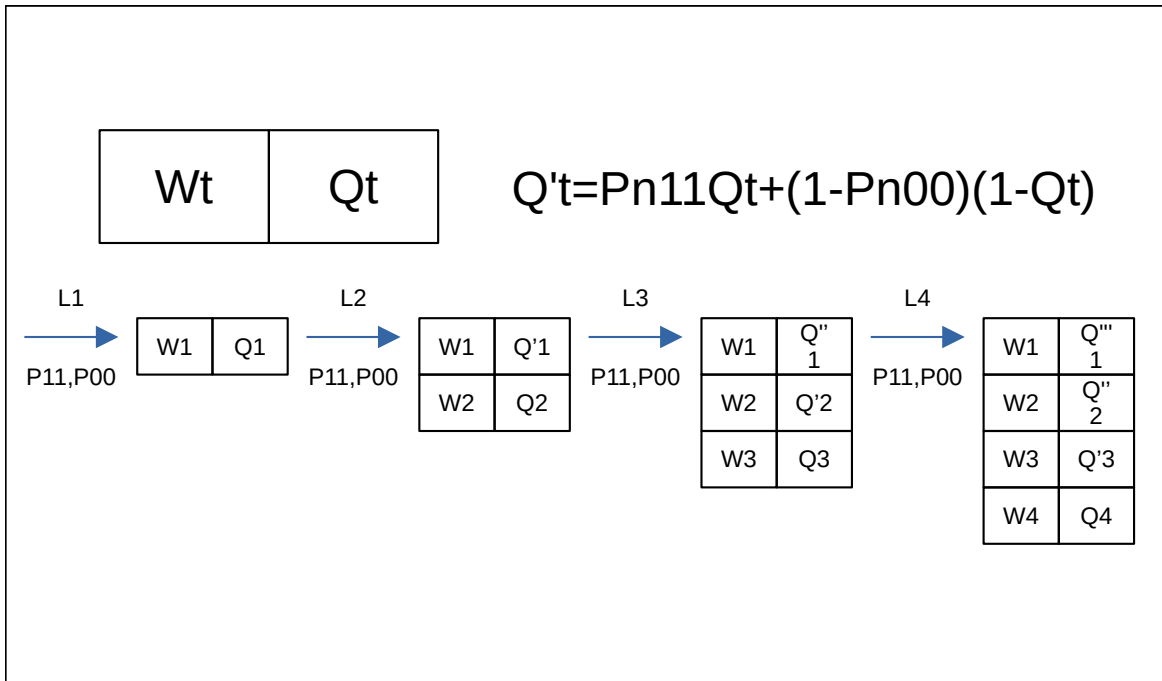 Wt Qt
Q't=Pn11Qt+(1-Pn00)(1-Qt)
L1
P11,P00
W1 Q1
L2
P11,P00
W1 Q’1
W2 Q2
L3
P11,P00
W1 Q''
1
W2 Q’2
W3 Q3
L4
P11,P00
W1 Q'''
1
W2 Q''
2
W3 Q’3
W4 Q4